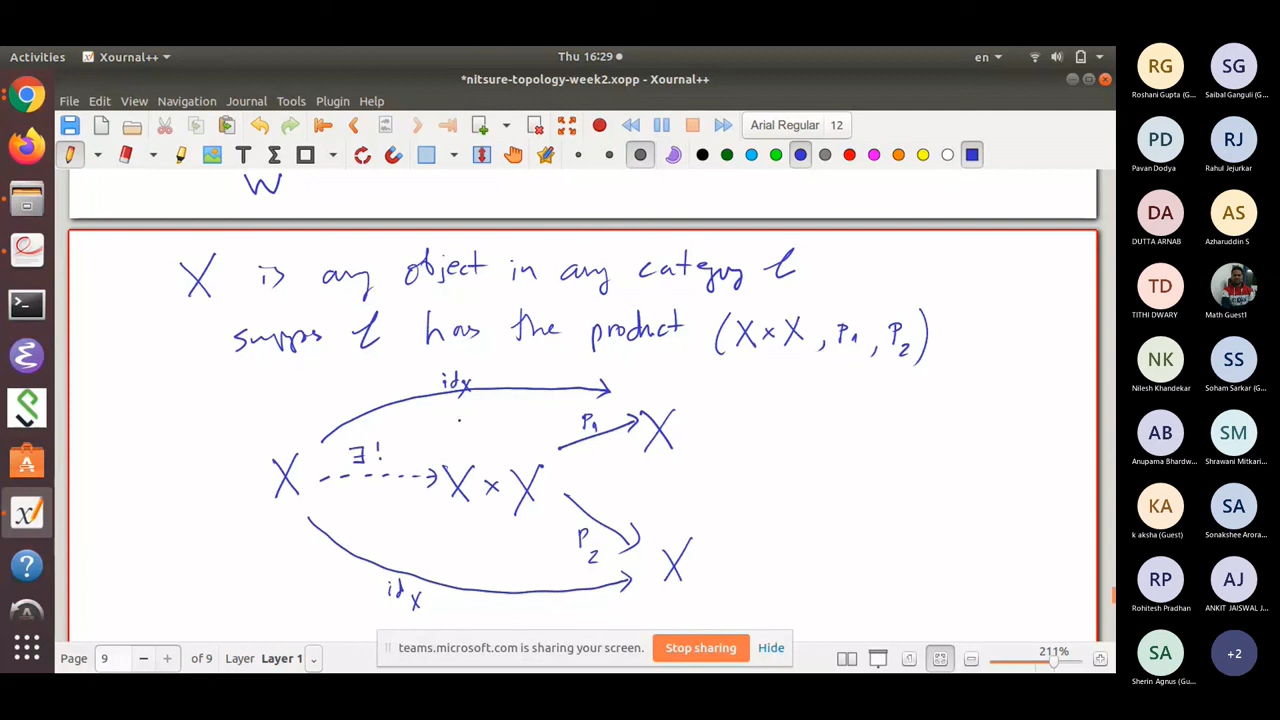 Activities
Xournal++
Thu 16:29
en
*nitsure-topology-week2.xopp - Xournal++
File Edit View Navigation Journal Tools Plugin Help
Arial Regular 12
W
X is any object in any category C
suppos C has the product (X × X, P1, P2)
idX
P1
X
∃!
X
X × X
P2
X
idX
teams.microsoft.com is sharing your screen. Stop sharing Hide
Page 9 of 9 Layer Layer 1
211%
RG
Roshani Gupta (G...
SG
Saibal Ganguli (G...
PD
Pavan Dodya
RJ
Rahul Jejurkar
DA
DUTTA ARNAB
AS
Azharuddin S
TD
TITHI DWARY
Math Guest1
NK
Nilesh Khandekar
SS
Soham Sarkar (G...
AB
Anupama Bhardw...
SM
Shrawani Mitkari...
KA
k aksha (Guest)
SA
Sonakshee Arora...
RP
Rohitesh Pradhan
AJ
ANKIT JAISWAL J...
SA
Sherin Agnus (Gu...
+2